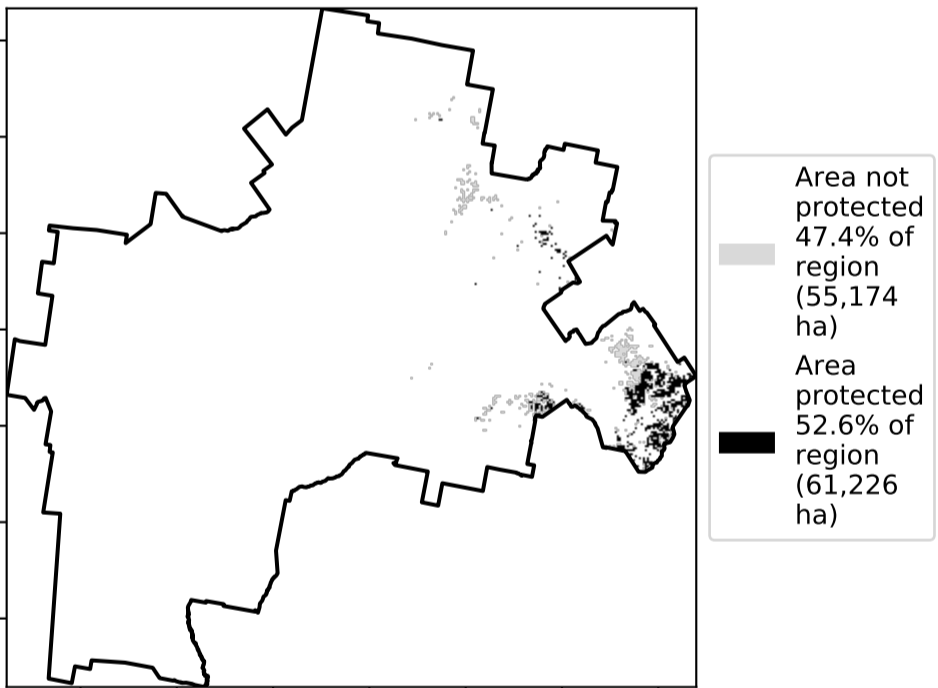 Area not
protected
47.4% of
region
(55,174
ha)
Area
protected
52.6% of
region
(61,226
ha)